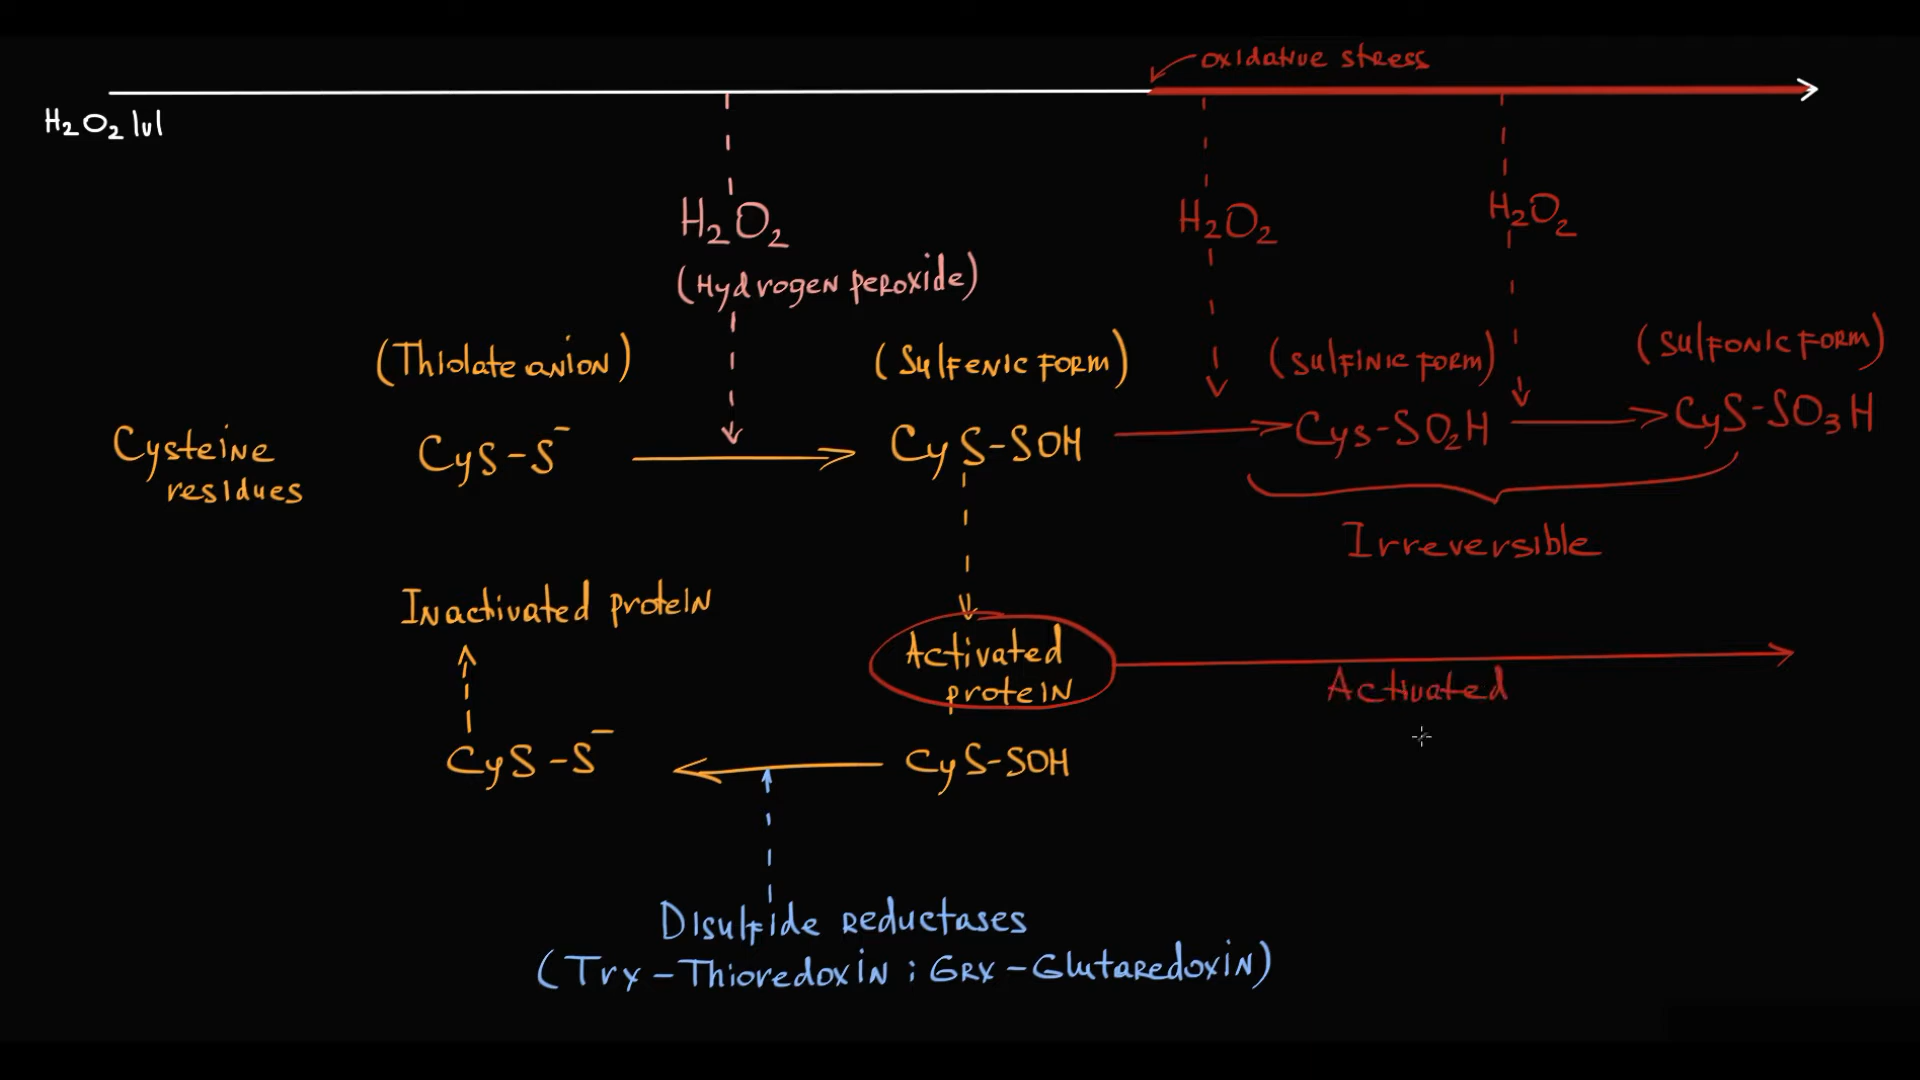 oxidative stress
H2O2 lvl
H2O2
H2O2
H2O2
(Hydrogen peroxide)
(Thiolate anion)
(Sulfenic form)
(Sulfinic form)
(Sulfonic form)
Cysteine
residues
CyS-S⁻
CyS-SOH
Cys-SO2H
CyS-SO3H
Irreversible
Inactivated protein
Activated
protein
Activated
CyS-S⁻
CyS-SOH
Disulfide reductases
(Trx-Thioredoxin; Grx-Glutaredoxin)